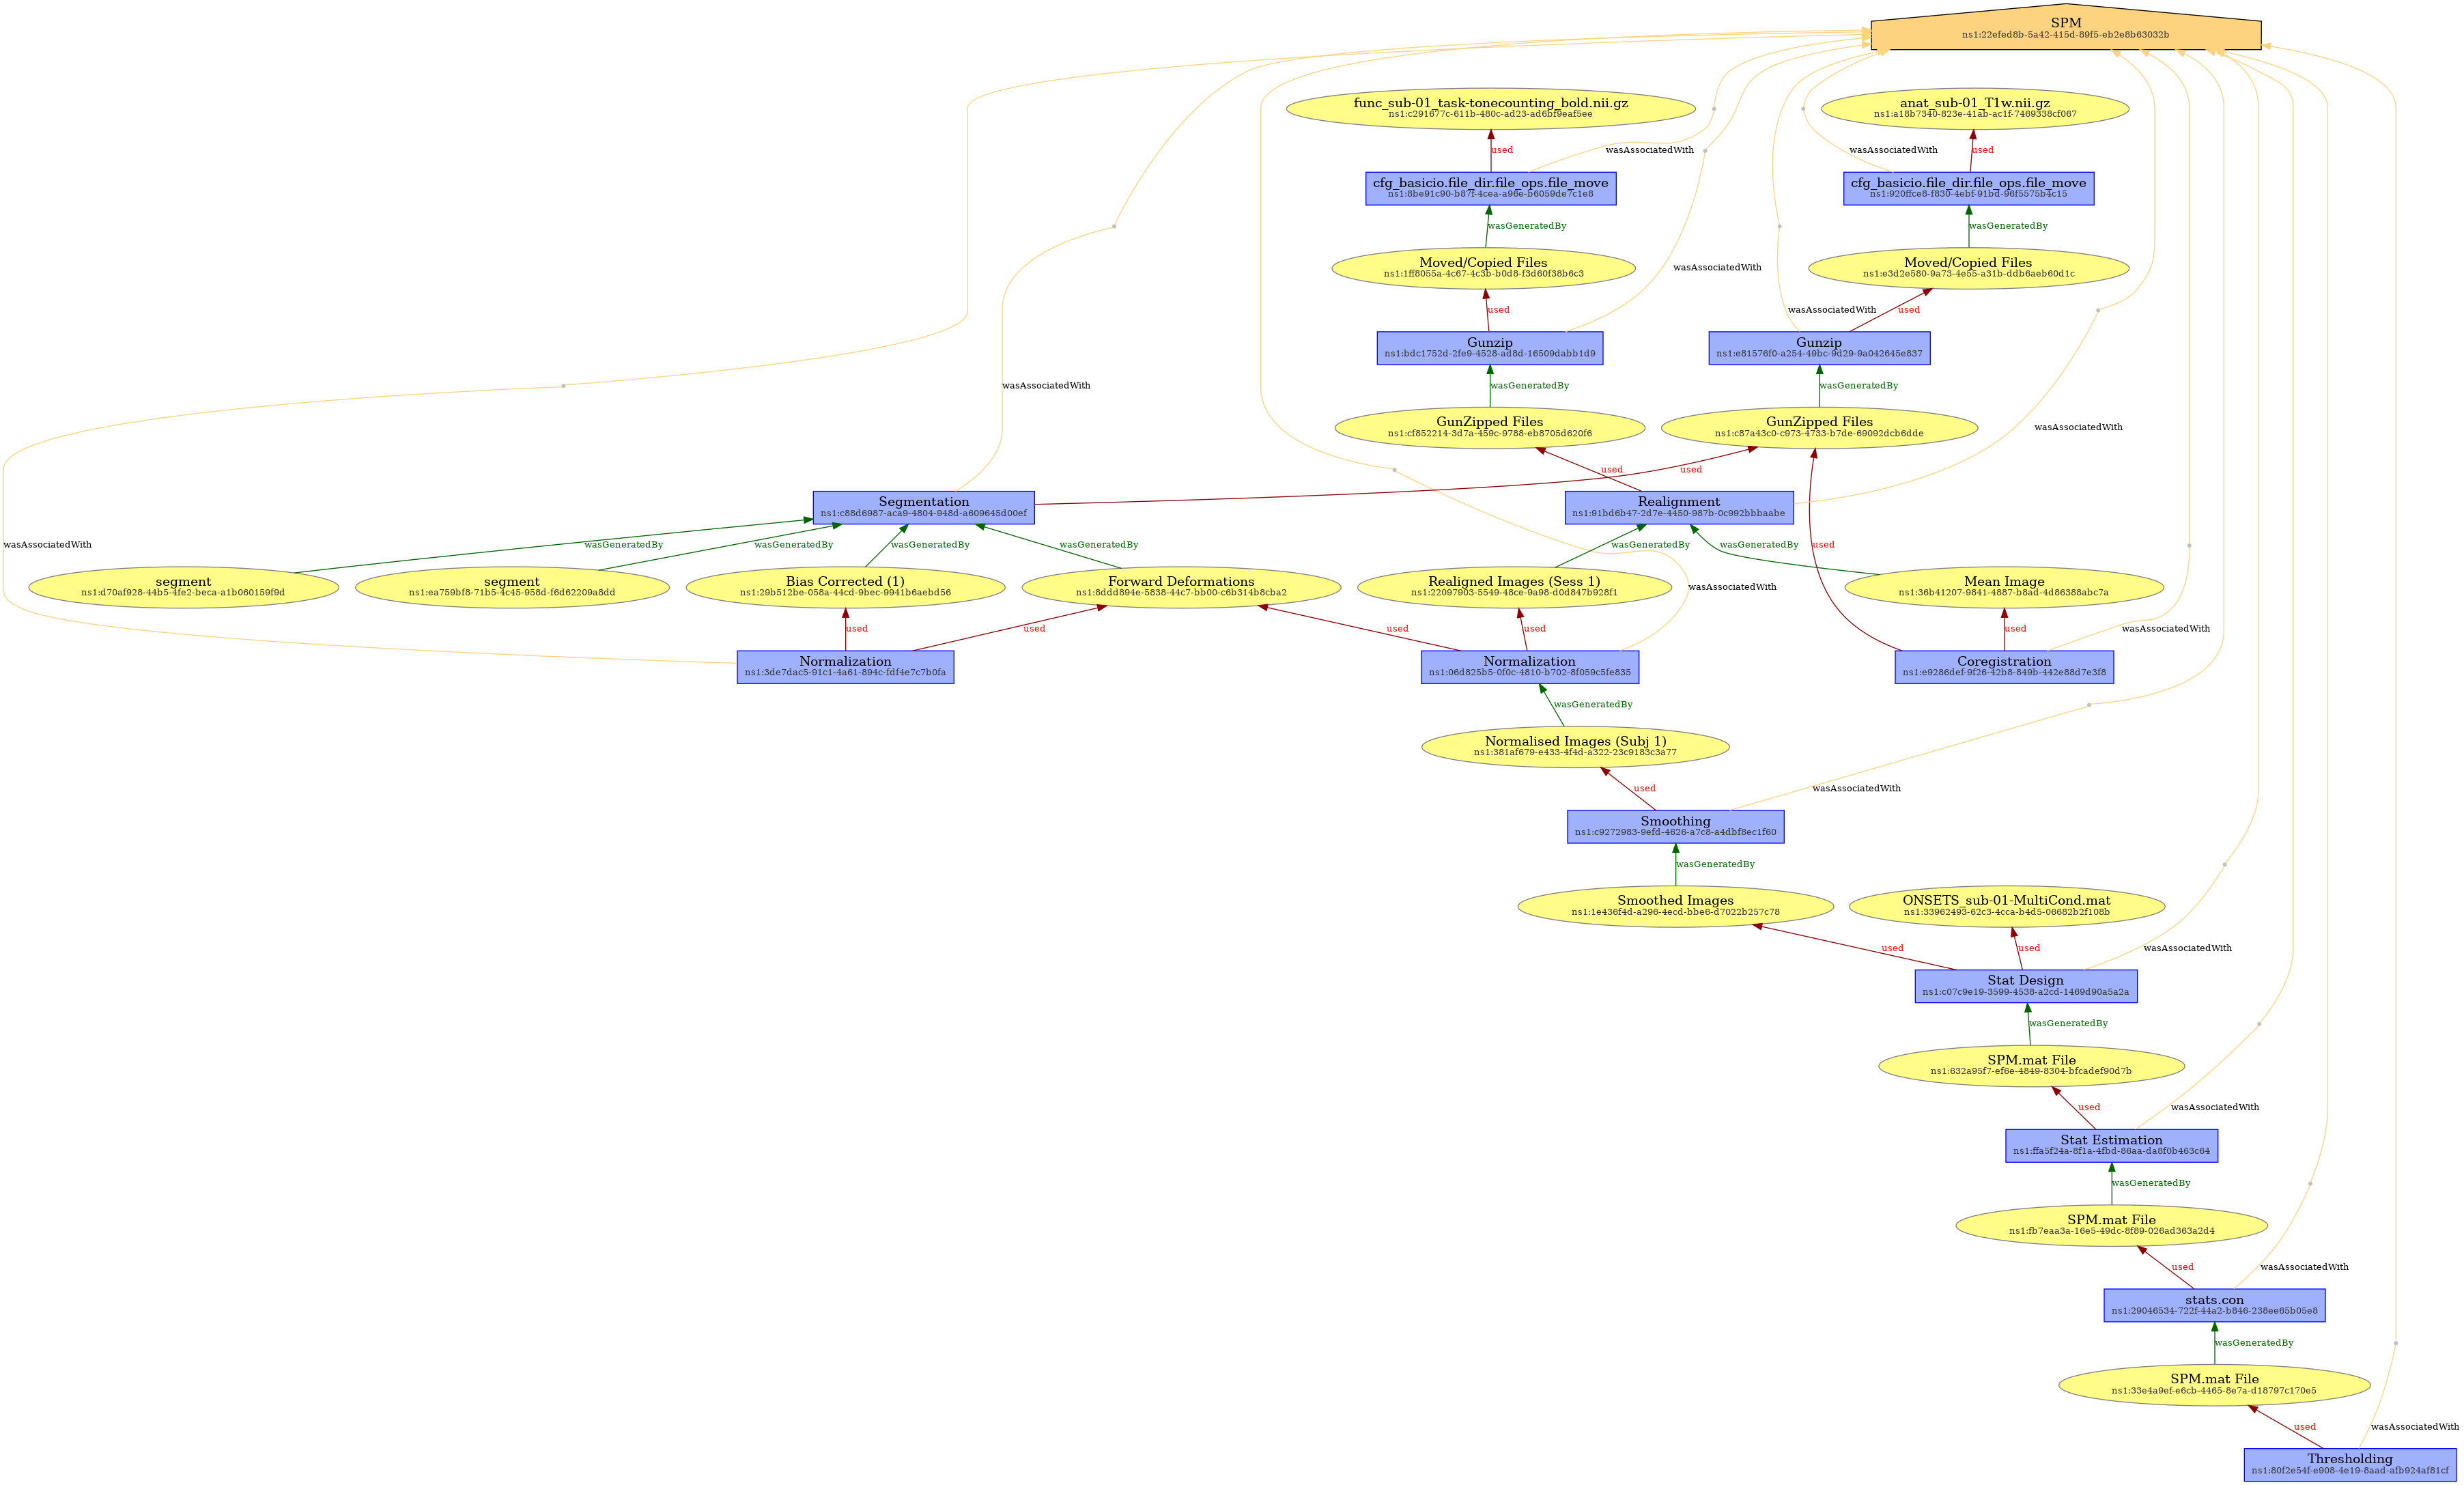 SPM
ns1:22efed8b-5a42-415d-89f5-eb2e8b63032b
func_sub-01_task-tonecounting_bold.nii.gz
ns1:c291677c-611b-480c-ad23-ad6bf9eaf5ee
anat_sub-01_T1w.nii.gz
ns1:a18b7340-823e-41ab-ac1f-7469338cf067
used
wasAssociatedWith
wasAssociatedWith
used
cfg_basicio.file_dir.file_ops.file_move
ns1:8be91c90-b87f-4cea-a96e-b6059de7c1e8
cfg_basicio.file_dir.file_ops.file_move
ns1:920ffce8-f830-4ebf-91bd-96f5575b4c15
wasGeneratedBy
wasGeneratedBy
Moved/Copied Files
ns1:1ff8055a-4c67-4c3b-b0d8-f3d60f38b6c3
wasAssociatedWith
Moved/Copied Files
ns1:e3d2e580-9a73-4e55-a31b-ddb6aeb60d1c
used
wasAssociatedWith
used
Gunzip
ns1:bdc1752d-2fe9-4528-ad8d-16509dabb1d9
Gunzip
ns1:e81576f0-a254-49bc-9d29-9a042645e837
wasAssociatedWith
wasGeneratedBy
wasGeneratedBy
GunZipped Files
ns1:cf852214-3d7a-459c-9788-eb8705d620f6
GunZipped Files
ns1:c87a43c0-c973-4733-b7de-69092dcb6dde
wasAssociatedWith
used
used
Segmentation
ns1:c88d6987-aca9-4804-948d-a609645d00ef
Realignment
ns1:91bd6b47-2d7e-4450-987b-0c992bbbaabe
wasAssociatedWith
wasGeneratedBy
wasGeneratedBy
wasGeneratedBy
wasGeneratedBy
wasGeneratedBy
wasGeneratedBy
used
segment
ns1:d70af928-44b5-4fe2-beca-a1b060159f9d
segment
ns1:ea759bf8-71b5-4c45-958d-f6d62209a8dd
Bias Corrected (1)
ns1:29b512be-058a-44cd-9bec-9941b6aebd56
Forward Deformations
ns1:8ddd894e-5838-44c7-bb00-c6b314b8cba2
Realigned Images (Sess 1)
ns1:22097903-5549-48ce-9a98-d0d847b928f1
wasAssociatedWith
Mean Image
ns1:36b41207-9841-4887-b8ad-4d86388abc7a
used
used
used
used
used
wasAssociatedWith
Normalization
ns1:3de7dac5-91c1-4a61-894c-fdf4e7c7b0fa
Normalization
ns1:06d825b5-0f0c-4810-b702-8f059c5fe835
Coregistration
ns1:e9286def-9f26-42b8-849b-442e88d7e3f8
wasGeneratedBy
Normalised Images (Subj 1)
ns1:381af679-e433-4f4d-a322-23c9183c3a77
used
wasAssociatedWith
Smoothing
ns1:c9272983-9efd-4626-a7c8-a4dbf8ec1f60
wasGeneratedBy
Smoothed Images
ns1:1e436f4d-a296-4ecd-bbe6-d7022b257c78
ONSETS_sub-01-MultiCond.mat
ns1:33962493-62c3-4cca-b4d5-06682b2f108b
used
used
wasAssociatedWith
Stat Design
ns1:c07c9e19-3599-4538-a2cd-1469d90a5a2a
wasGeneratedBy
SPM.mat File
ns1:632a95f7-ef6e-4849-8304-bfcadef90d7b
used
wasAssociatedWith
Stat Estimation
ns1:ffa5f24a-8f1a-4fbd-86aa-da8f0b463c64
wasGeneratedBy
SPM.mat File
ns1:fb7eaa3a-16e5-49dc-8f89-026ad363a2d4
used
wasAssociatedWith
stats.con
ns1:29046534-722f-44a2-b846-238ee65b05e8
wasGeneratedBy
SPM.mat File
ns1:33e4a9ef-e6cb-4465-8e7a-d18797c170e5
used
wasAssociatedWith
Thresholding
ns1:80f2e54f-e908-4e19-8aad-afb924af81cf